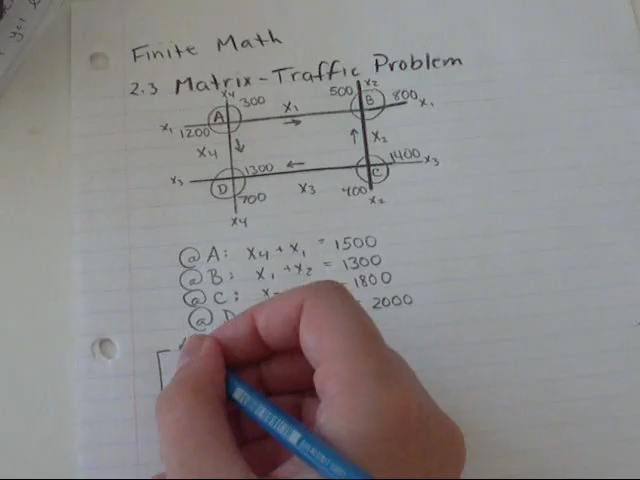 Finite Math
2.3 Matrix-Traffic Problem
x4 300 x1 500 x2 800 x1
A B
x1 1200
x4 x2
x3 1300 1400 x3
D C
700 x3 400 x2
x4
@ A: x4 + x1 = 1500
@ B: x1 + x2 = 1300
@ C: 1800
@ D 2000